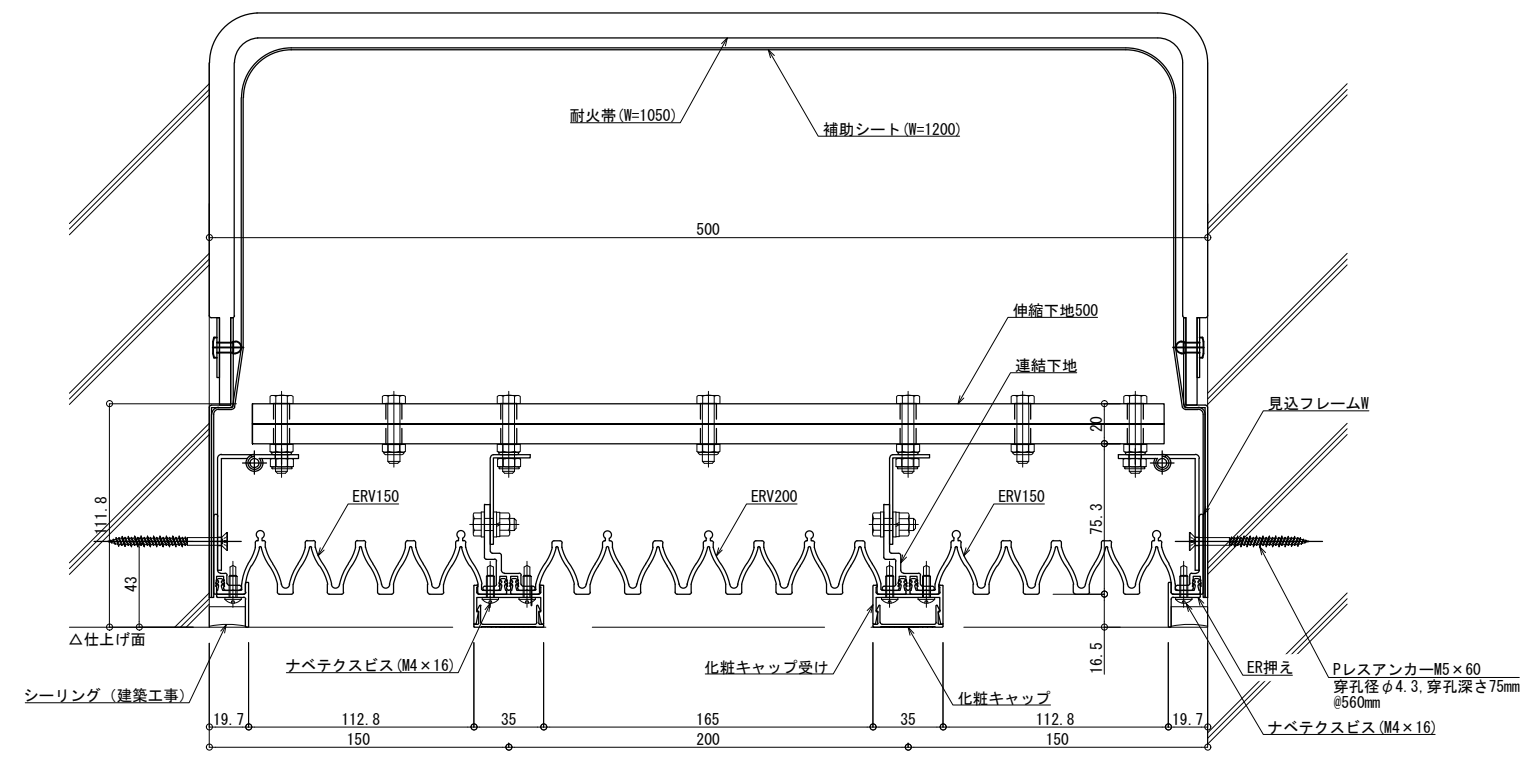 耐火帯(W=1050)
補助シート(W=1200)
500
伸縮下地500
連結下地
見込フレームW
20
111.8
ERV150
ERV200
ERV150
75.3
43
△仕上げ面
ナベテクスビス(M4×16)
化粧キャップ受け
16.5
ER押え
Pレスアンカー M5×60
穿孔径φ4.3,穿孔深さ75mm
@560mm
シーリング（建築工事）
化粧キャップ
ナベテクスビス(M4×16)
19.7 112.8 35 165 35 112.8 19.7
150 200 150